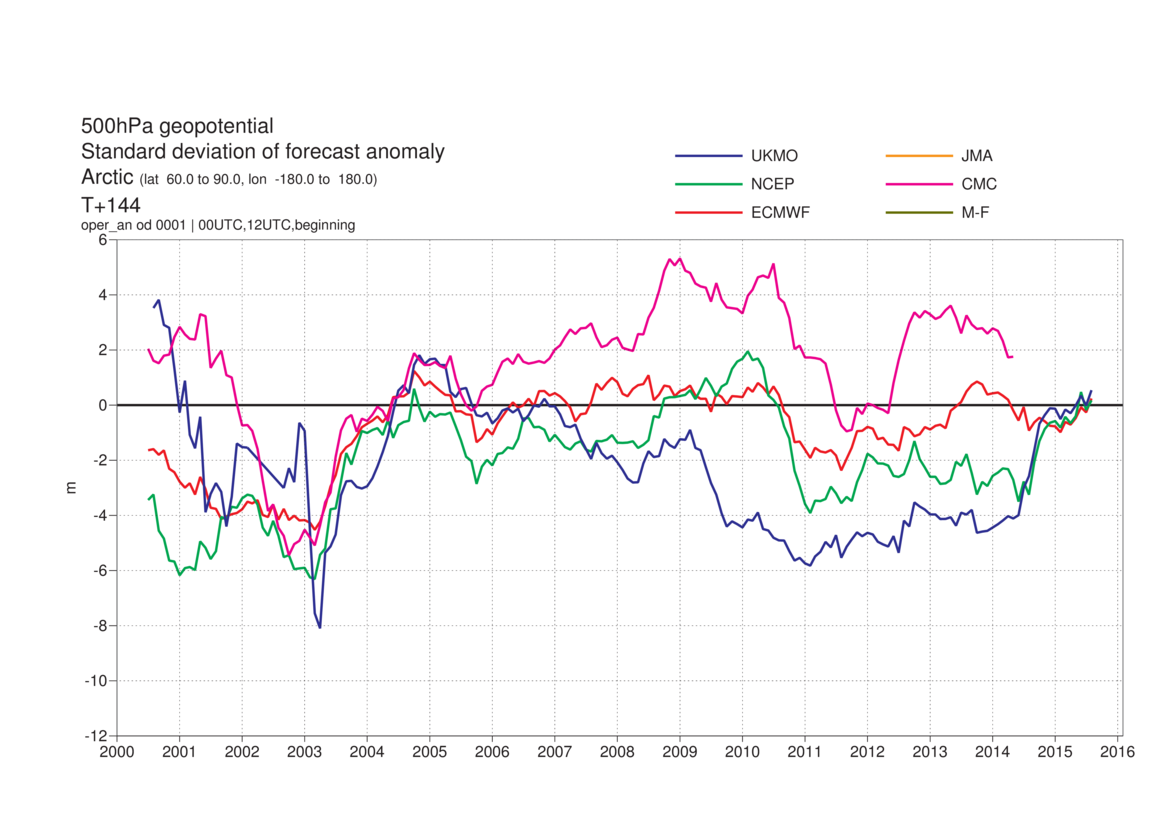 500hPa geopotential
Standard deviation of forecast anomaly
Arctic (lat 60.0 to 90.0, lon -180.0 to 180.0)
T+144
oper_an od 0001 | 00UTC,12UTC,beginning
UKMO JMA
NCEP CMC
ECMWF M-F
6
4
2
0
-2
-4
-6
-8
-10
-12
m
2000 2001 2002 2003 2004 2005 2006 2007 2008 2009 2010 2011 2012 2013 2014 2015 2016